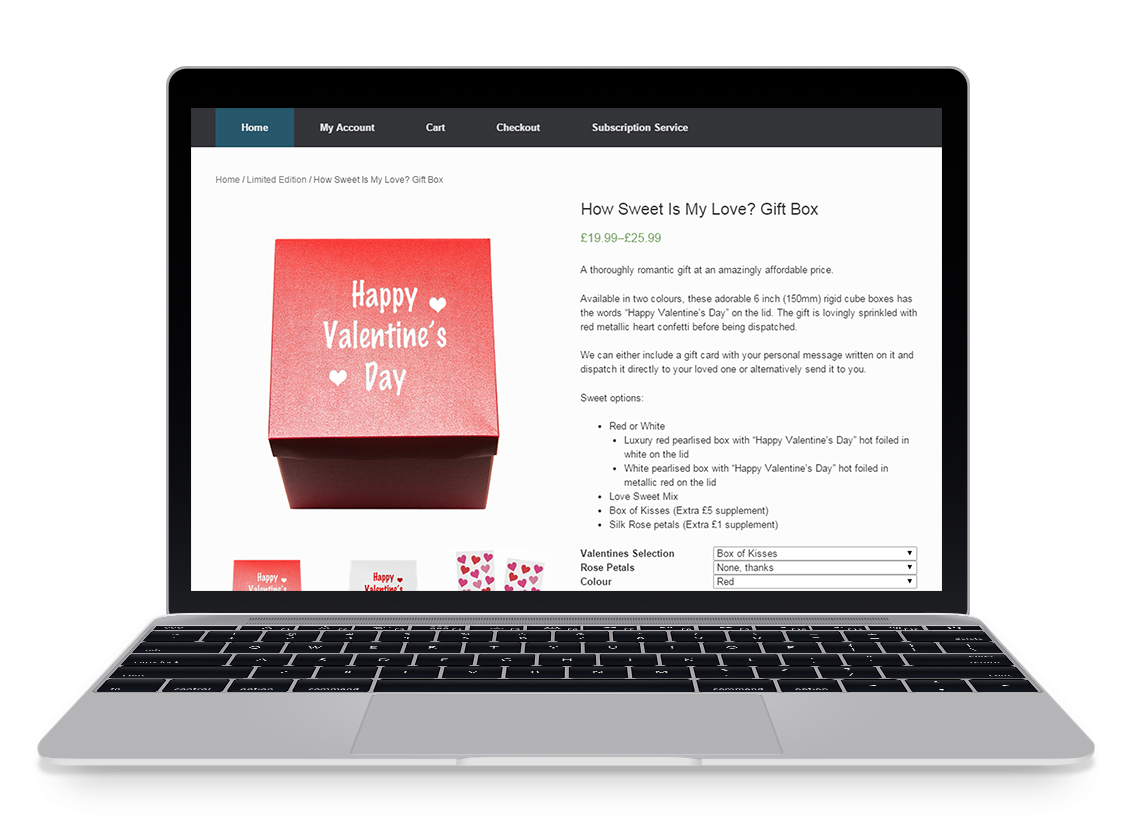 Home My Account Cart Checkout Subscription Service
Home / Limited Edition / How Sweet Is My Love? Gift Box
How Sweet Is My Love? Gift Box
£19.99–£25.99
A thoroughly romantic gift at an amazingly affordable price.
Available in two colours, these adorable 6 inch (150mm) rigid cube boxes has
the words “Happy Valentine’s Day” on the lid. The gift is lovingly sprinkled with
red metallic heart confetti before being dispatched.
We can either include a gift card with your personal message written on it and
dispatch it directly to your loved one or alternatively send it to you.
Sweet options:
• Red or White
• Luxury red pearlised box with “Happy Valentine’s Day” hot foiled in
white on the lid
• White pearlised box with “Happy Valentine’s Day” hot foiled in
metallic red on the lid
• Love Sweet Mix
• Box of Kisses (Extra £5 supplement)
• Silk Rose petals (Extra £1 supplement)
Valentines Selection Box of Kisses
Rose Petals None, thanks
Colour Red
Happy
Valentine’s
Day
Happy
Valentine’s
Happy
Valentine’s
control option command command option